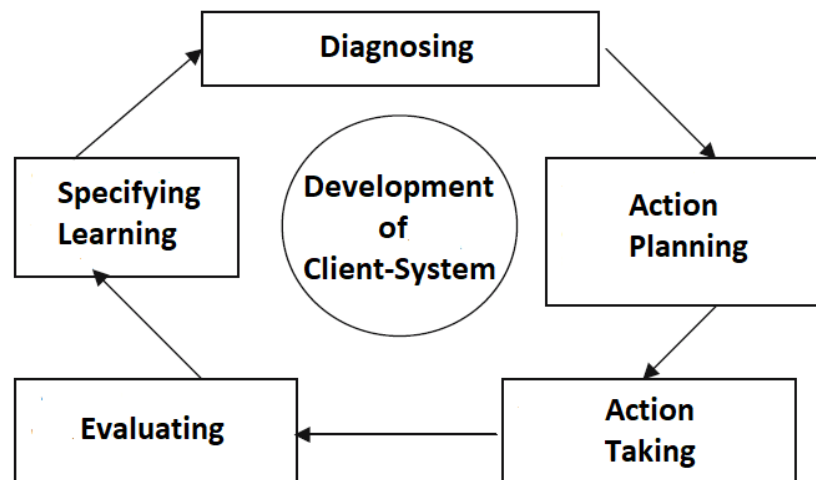 Diagnosing
Specifying
Learning
Development
of
Client-System
Action
Planning
Evaluating
Action
Taking